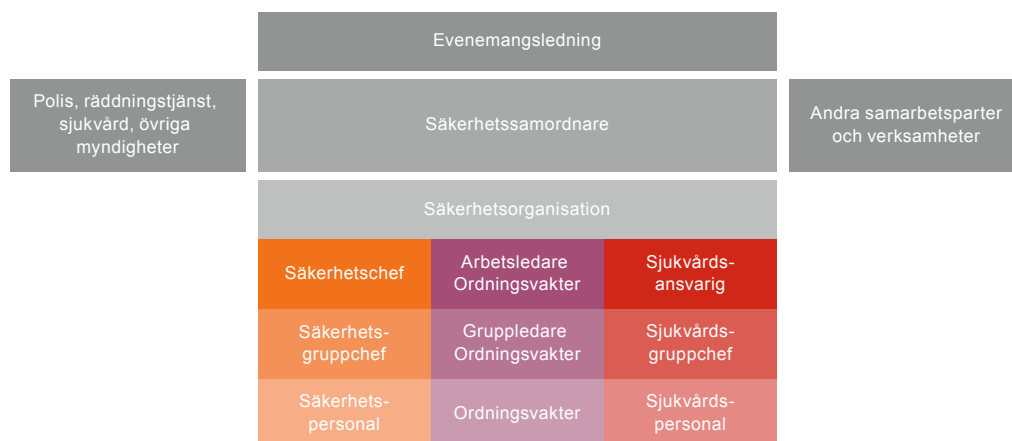 Evenemangsledning
Polis, räddningstjänst,
sjukvård, övriga
myndigheter
Säkerhetssamordnare
Andra samarbetsparter
och verksamheter
Säkerhetsorganisation
Säkerhetschef
Arbetsledare
Ordningsvakter
Sjukvårds-
ansvarig
Säkerhets-
gruppchef
Gruppledare
Ordningsvakter
Sjukvårds-
gruppchef
Säkerhets-
personal
Ordningsvakter
Sjukvårds-
personal